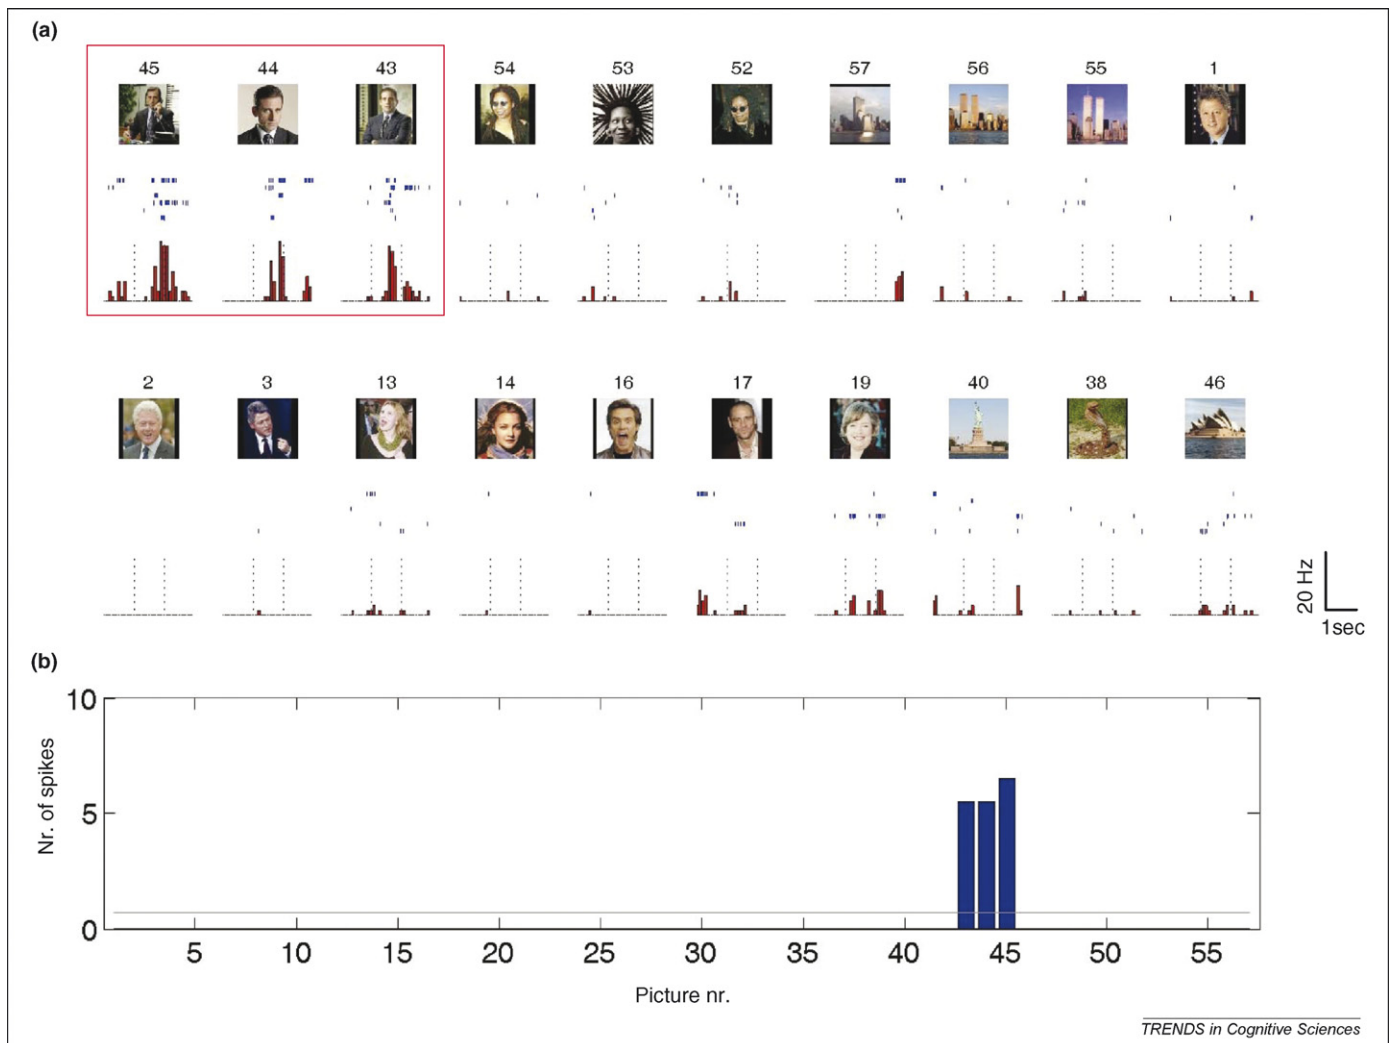 (a)
45 44 43 54 53 52 57 56 55 1
2 3 13 14 16 17 19 40 38 46
20 Hz
1sec
(b)
10
5
0
Nr. of spikes
5 10 15 20 25 30 35 40 45 50 55
Picture nr.
TRENDS in Cognitive Sciences